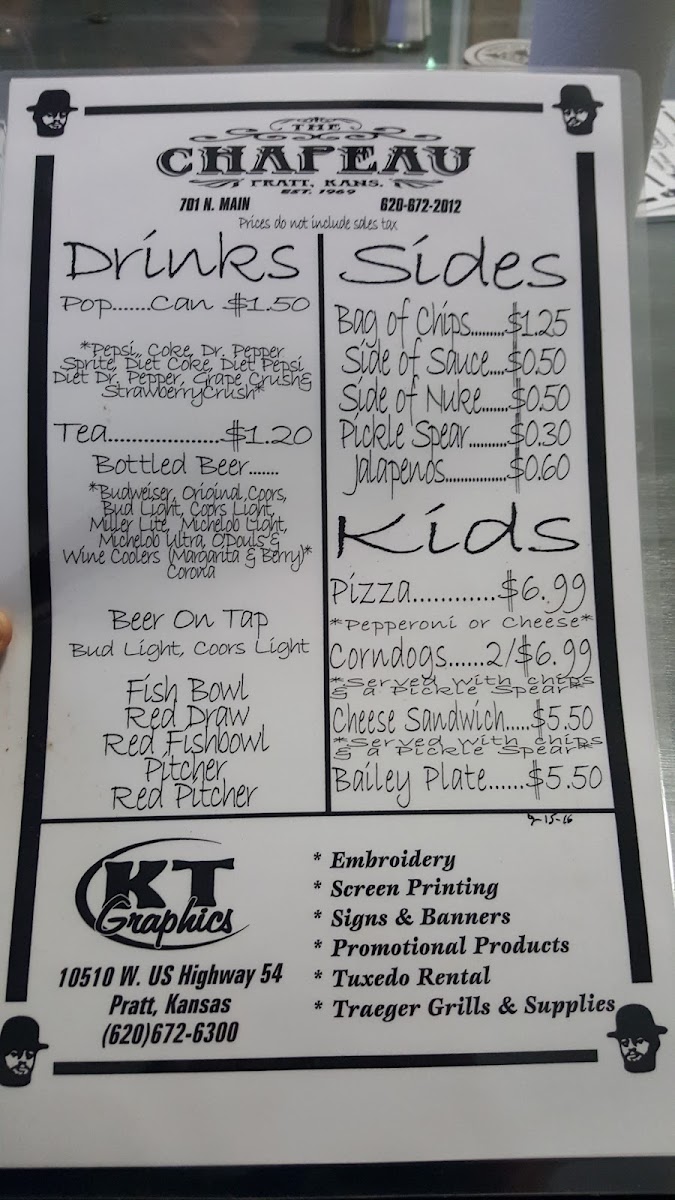 THE
CHAPEAU
PRATT, KANS.
EST. 1969
701 N. MAIN 620-672-2012
Prices do not include sales tax
Drinks
Pop.......Can $1.50
*Pepsi, Coke, Dr. Pepper
Sprite, Diet Coke, Diet Pepsi
Diet Dr. Pepper, Grape Crush&
StrawberryCrush*
Tea...................$1.20
Bottled Beer.......
*Budweiser, Original Coors,
Bud Light, Coors Light,
Miller Lite, Michelob Light,
Michelob Ultra, O'Douls &
Wine Coolers (Margarita & Berry)*
Corona
Beer On Tap
Bud Light, Coors Light
Fish Bowl
Red Draw
Red Fishbowl
Pitcher
Red Pitcher
Sides
Bag of Chips........$1.25
Side of Sauce....$0.50
Side of Nuke.......$0.50
Pickle Spear.........$0.30
Jalapenos...............$0.60
Kids
Pizza............$6.99
*Pepperoni or Cheese*
Corndogs......2/$6.99
*Served with chips
& a Pickle Spear*
Cheese Sandwich.....$5.50
*Served with chips
& a Pickle Spear*
Bailey Plate......$5.50
9-15-16
KT
Graphics
10510 W. US Highway 54
Pratt, Kansas
(620)672-6300
* Embroidery
* Screen Printing
* Signs & Banners
* Promotional Products
* Tuxedo Rental
* Traeger Grills & Supplies